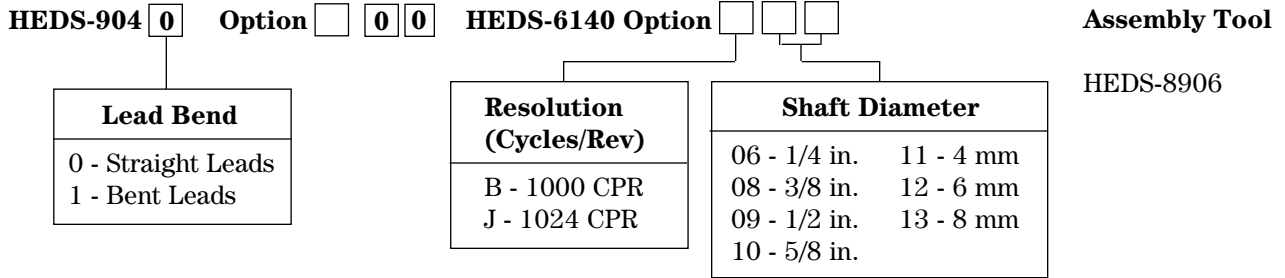 HEDS-904 0 Option 0 0 HEDS-6140 Option Assembly Tool
HEDS-8906
Lead Bend
0 - Straight Leads
1 - Bent Leads
Resolution
(Cycles/Rev)
B - 1000 CPR
J - 1024 CPR
Shaft Diameter
06 - 1/4 in. 11 - 4 mm
08 - 3/8 in. 12 - 6 mm
09 - 1/2 in. 13 - 8 mm
10 - 5/8 in.